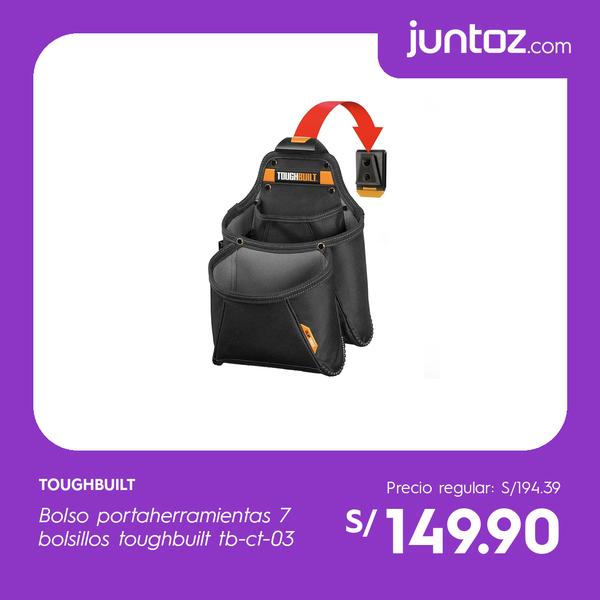 juntoz.com
TOUGHBUILT
TOUGHBUILT
Precio regular: S/194.39
Bolso portaherramientas 7
bolsillos toughbuilt tb-ct-03
S/149.90